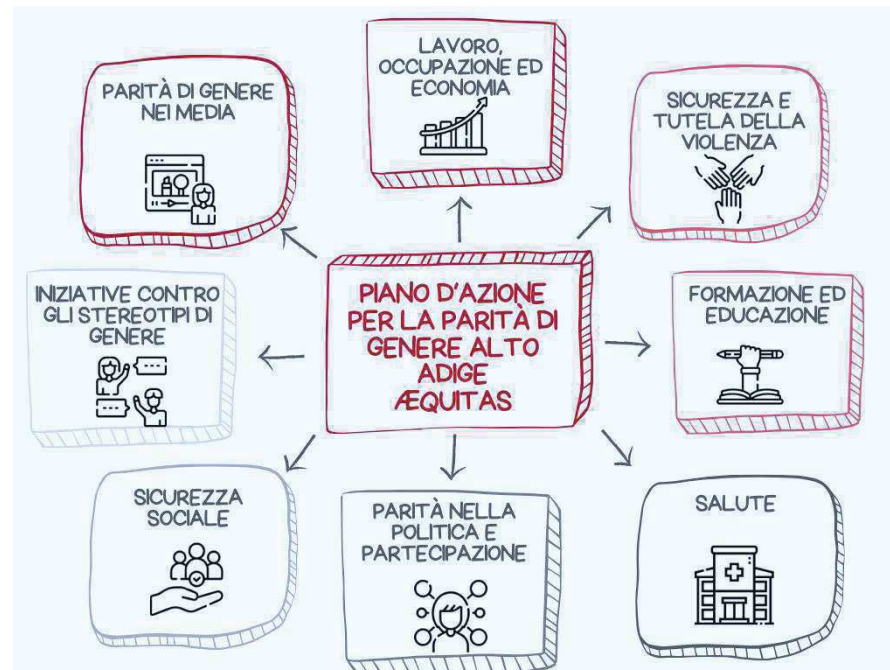 PARITÀ DI GENERE
NEI MEDIA
LAVORO,
OCCUPAZIONE ED
ECONOMIA
SICUREZZA E
TUTELA DELLA
VIOLENZA
INIZIATIVE CONTRO
GLI STEREOTIPI DI
GENERE
PIANO D'AZIONE
PER LA PARITÀ DI
GENERE ALTO
ADIGE
ÆQUITAS
FORMAZIONE ED
EDUCAZIONE
SICUREZZA
SOCIALE
PARITÀ NELLA
POLITICA E
PARTECIPAZIONE
SALUTE